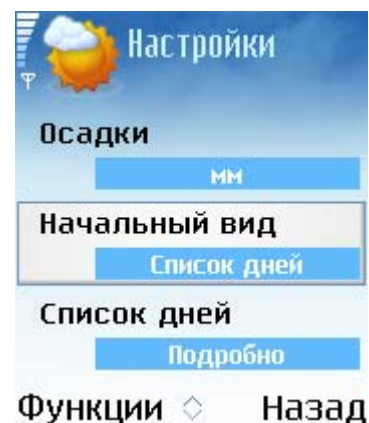 Настройки
Осадки
мм
Начальный вид
Список дней
Список дней
Подробно
Функции Назад